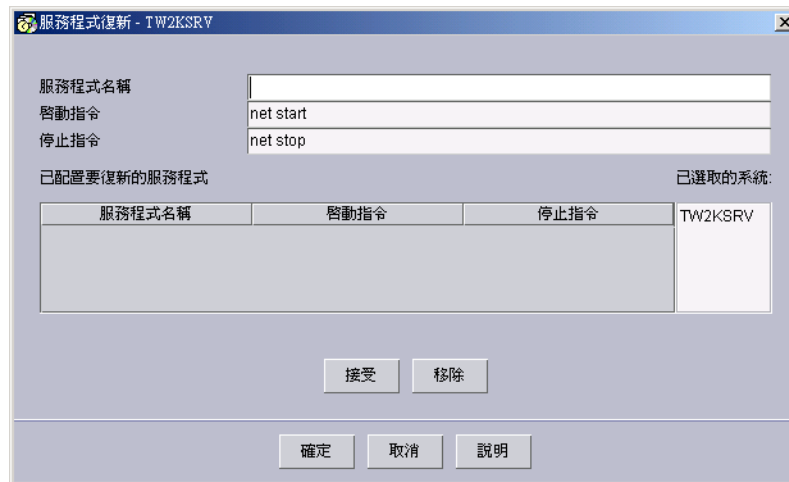 服務程式復新 - TW2KSRV
服務程式名稱
啓動指令 net start
停止指令 net stop
已配置要復新的服務程式 已選取的系統:
服務程式名稱 啓動指令 停止指令 TW2KSRV
接受 移除
確定 取消 說明